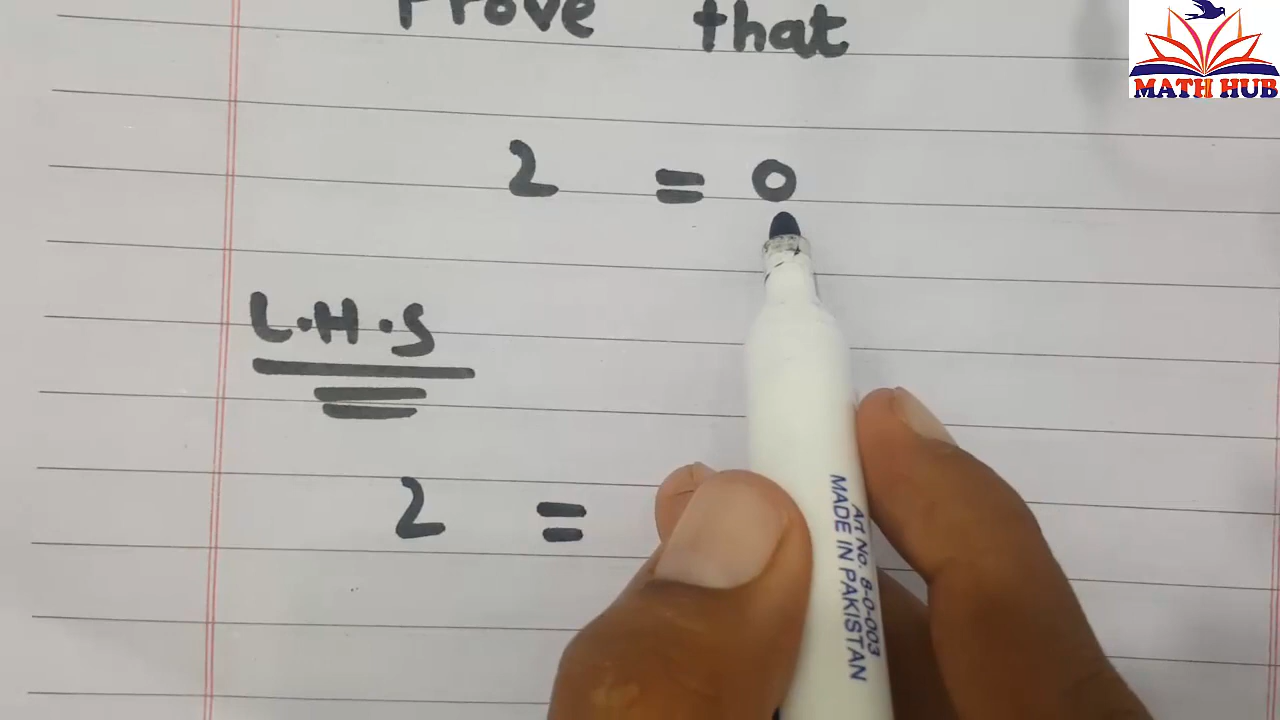 Prove that
MATH HUB
2 = 0
L.H.S
2 =
Art No. 8-0-003
MADE IN PAKISTAN